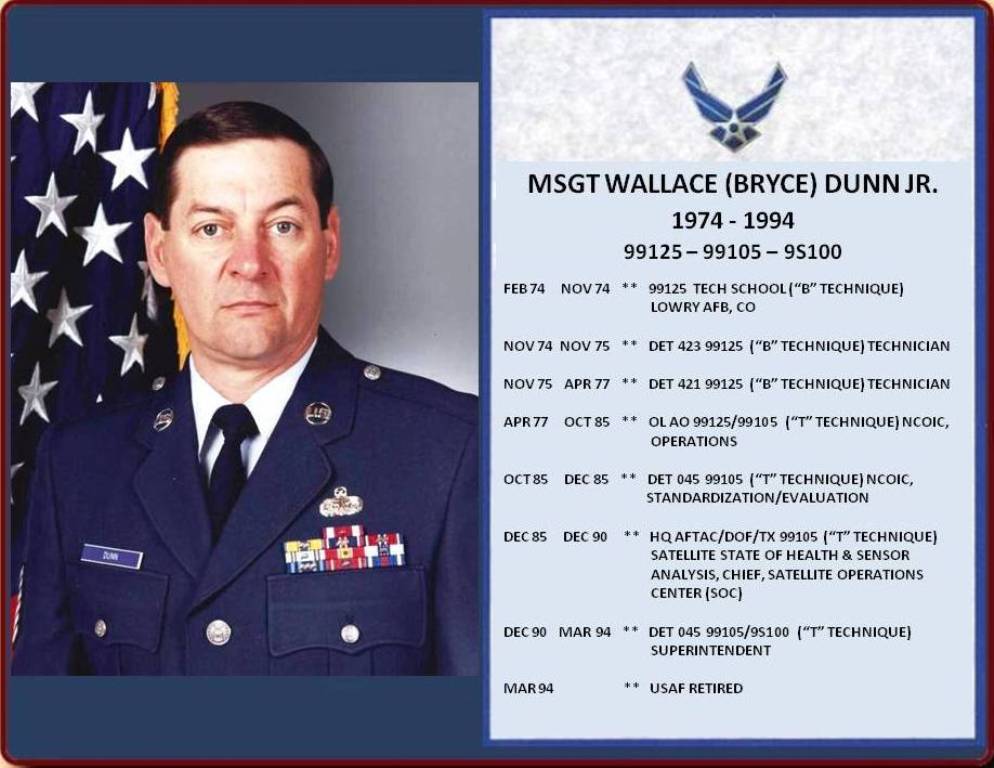 DUNN
MSGT WALLACE (BRYCE) DUNN JR.
1974 - 1994
99125 – 99105 – 9S100
FEB 74 NOV 74 ** 99125 TECH SCHOOL (“B” TECHNIQUE)
LOWRY AFB, CO
NOV 74 NOV 75 ** DET 423 99125 (“B” TECHNIQUE) TECHNICIAN
NOV 75 APR 77 ** DET 421 99125 (“B” TECHNIQUE) TECHNICIAN
APR 77 OCT 85 ** OL AO 99125/99105 (“T” TECHNIQUE) NCOIC,
OPERATIONS
OCT 85 DEC 85 ** DET 045 99105 (“T” TECHNIQUE) NCOIC,
STANDARDIZATION/EVALUATION
DEC 85 DEC 90 ** HQ AFTAC/DOF/TX 99105 (“T” TECHNIQUE)
SATELLITE STATE OF HEALTH & SENSOR
ANALYSIS, CHIEF, SATELLITE OPERATIONS
CENTER (SOC)
DEC 90 MAR 94 ** DET 045 99105/9S100 (“T” TECHNIQUE)
SUPERINTENDENT
MAR 94 ** USAF RETIRED